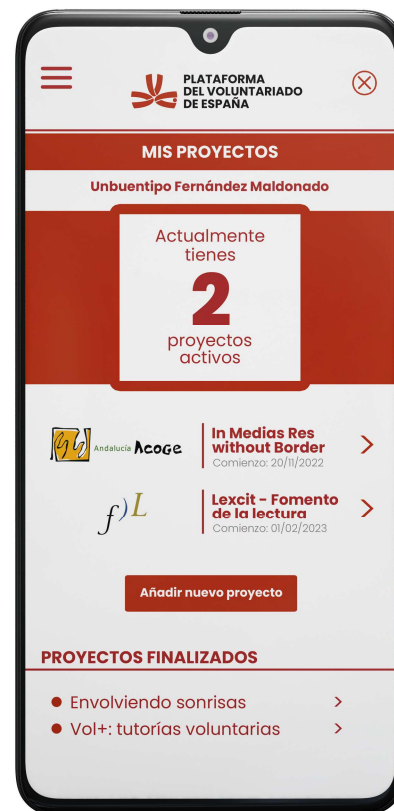 PLATAFORMA
DEL VOLUNTARIADO
DE ESPAÑA
MIS PROYECTOS
Unbuentipo Fernández Maldonado
Actualmente
tienes
2
proyectos
activos
Andalucía Acoge
In Medias Res
without Border
Comienzo: 20/11/2022
f)L
Lexcit - Fomento
de la lectura
Comienzo: 01/02/2023
Añadir nuevo proyecto
PROYECTOS FINALIZADOS
Envolviendo sonrisas
Vol+: tutorías voluntarias